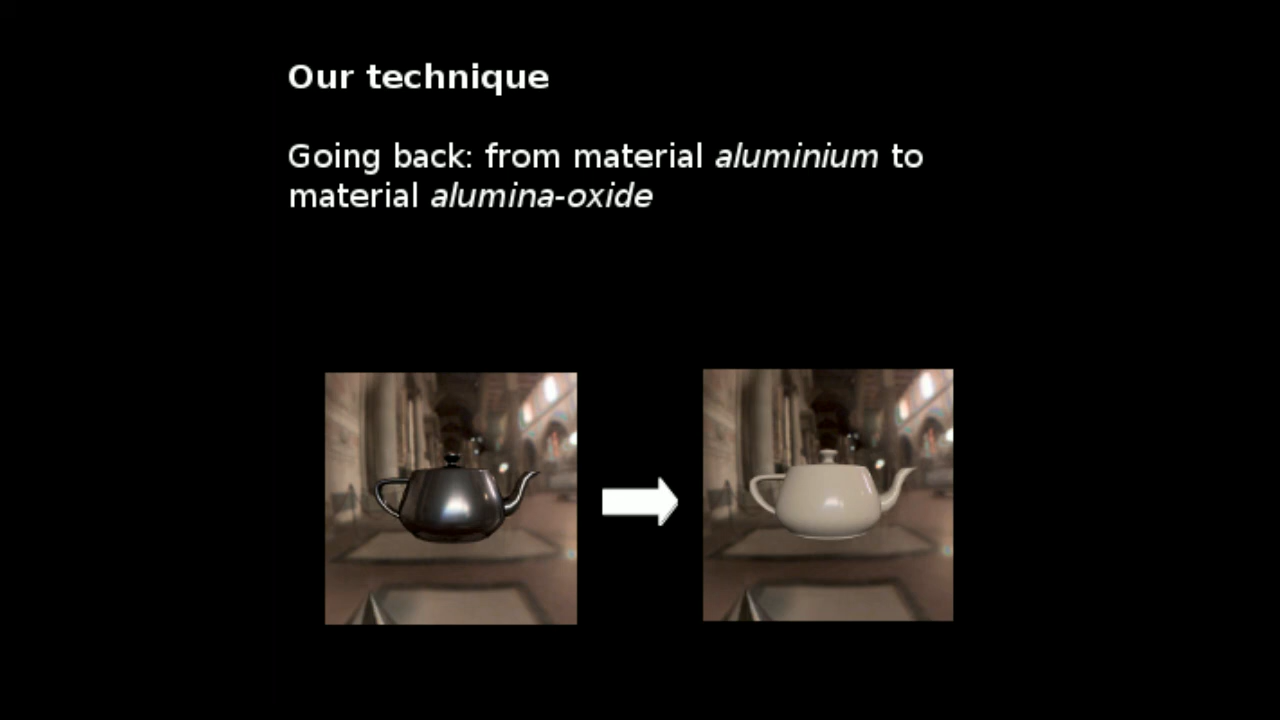 Our technique
Going back: from material aluminium to
material alumina-oxide